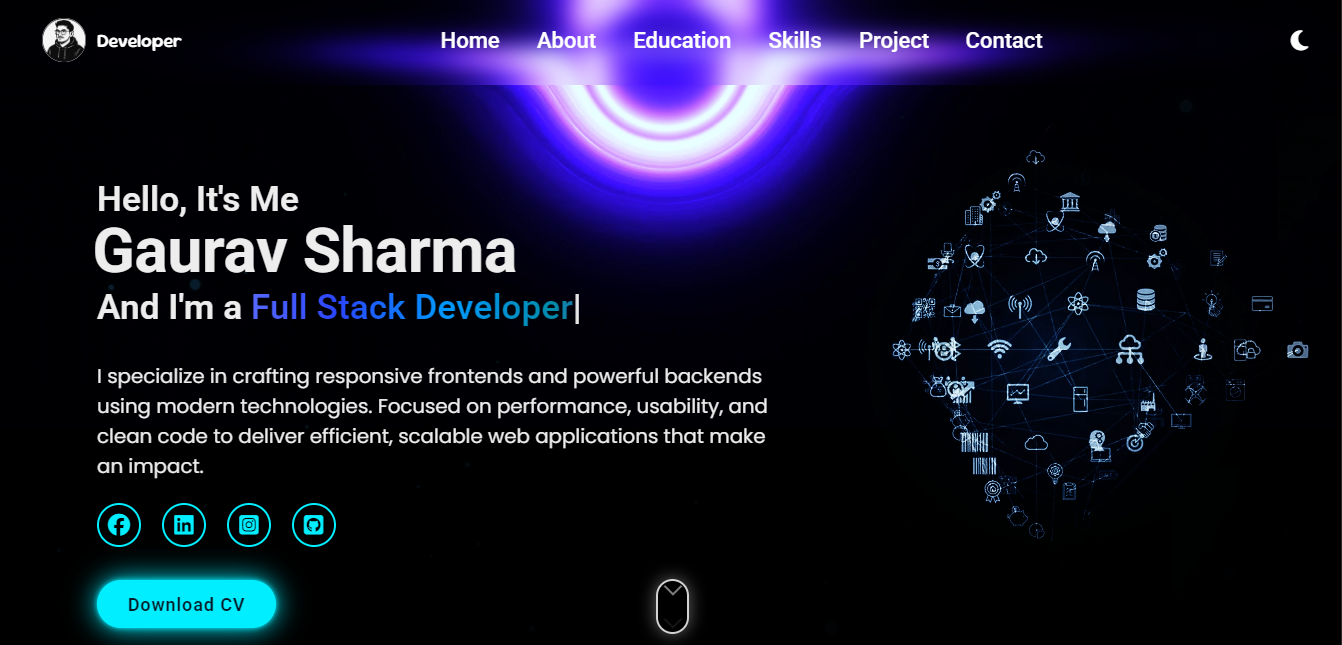 Developer
Home About Education Skills Project Contact
Hello, It's Me
Gaurav Sharma
And I'm a Full Stack Developer|
I specialize in crafting responsive frontends and powerful backends
using modern technologies. Focused on performance, usability, and
clean code to deliver efficient, scalable web applications that make
an impact.
Download CV